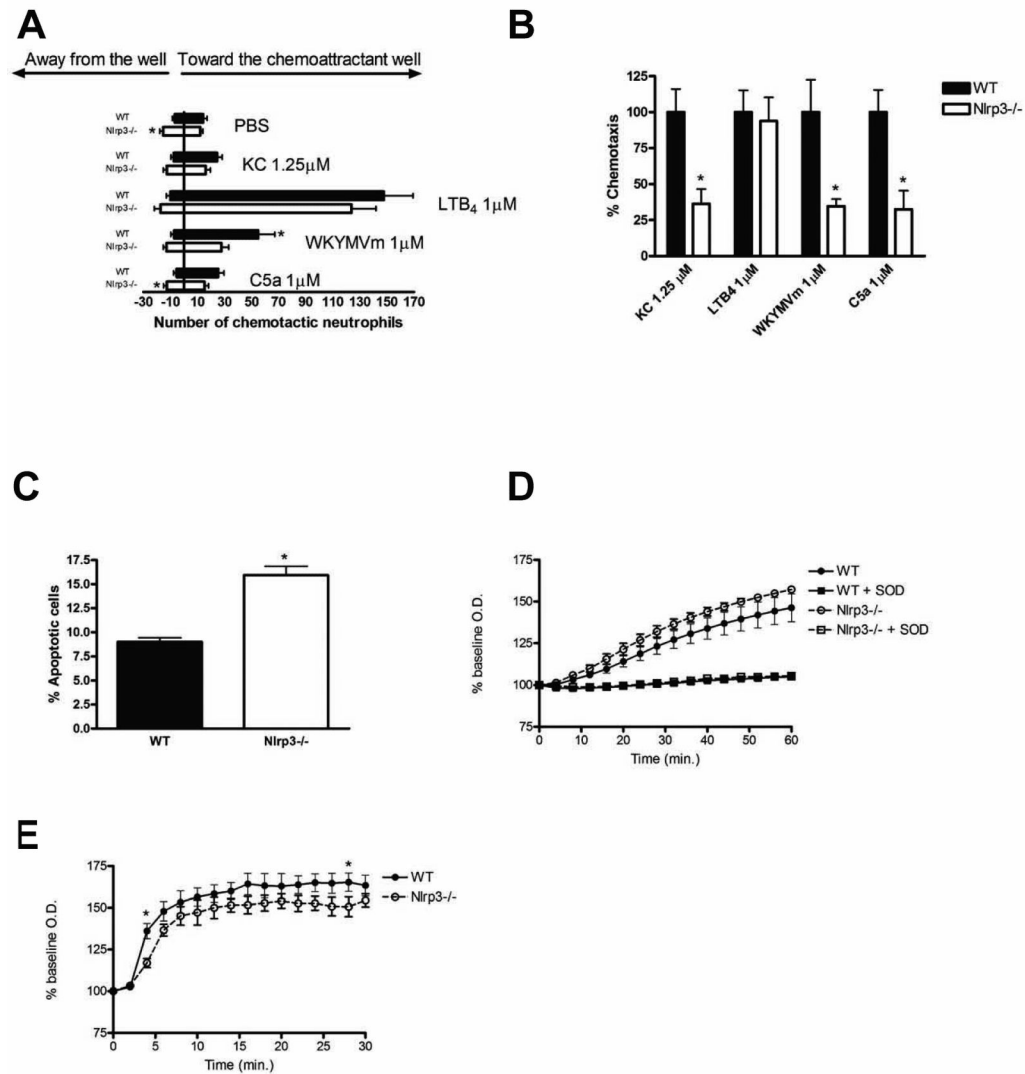 A
Away from the well Toward the chemoattractant well
WT
Nlrp3-/- * PBS
WT
Nlrp3-/- KC 1.25µM
WT
Nlrp3-/- LTB4 1µM
WT *
Nlrp3-/- WKYMVm 1µM
WT
Nlrp3-/- * C5a 1µM
-30 -10 10 30 50 70 90 110 130 150 170
Number of chemotactic neutrophils
B
WT
Nlrp3-/-
% Chemotaxis
125
100
75
50
25
0
* * *
KC 1.25 µM
LTB4 1µM
WKYMVm 1µM
C5a 1µM
C
% Apoptotic cells
17.5
15.0
12.5
10.0
7.5
5.0
2.5
0.0
*
WT Nlrp3-/-
D
% baseline O.D.
175
150
125
100
75
0 10 20 30 40 50 60
Time (min.)
WT
WT + SOD
Nlrp3-/-
Nlrp3-/- + SOD
E
% baseline O.D.
175
150
125
100
75
* *
0 5 10 15 20 25 30
Time (min.)
WT
Nlrp3-/-